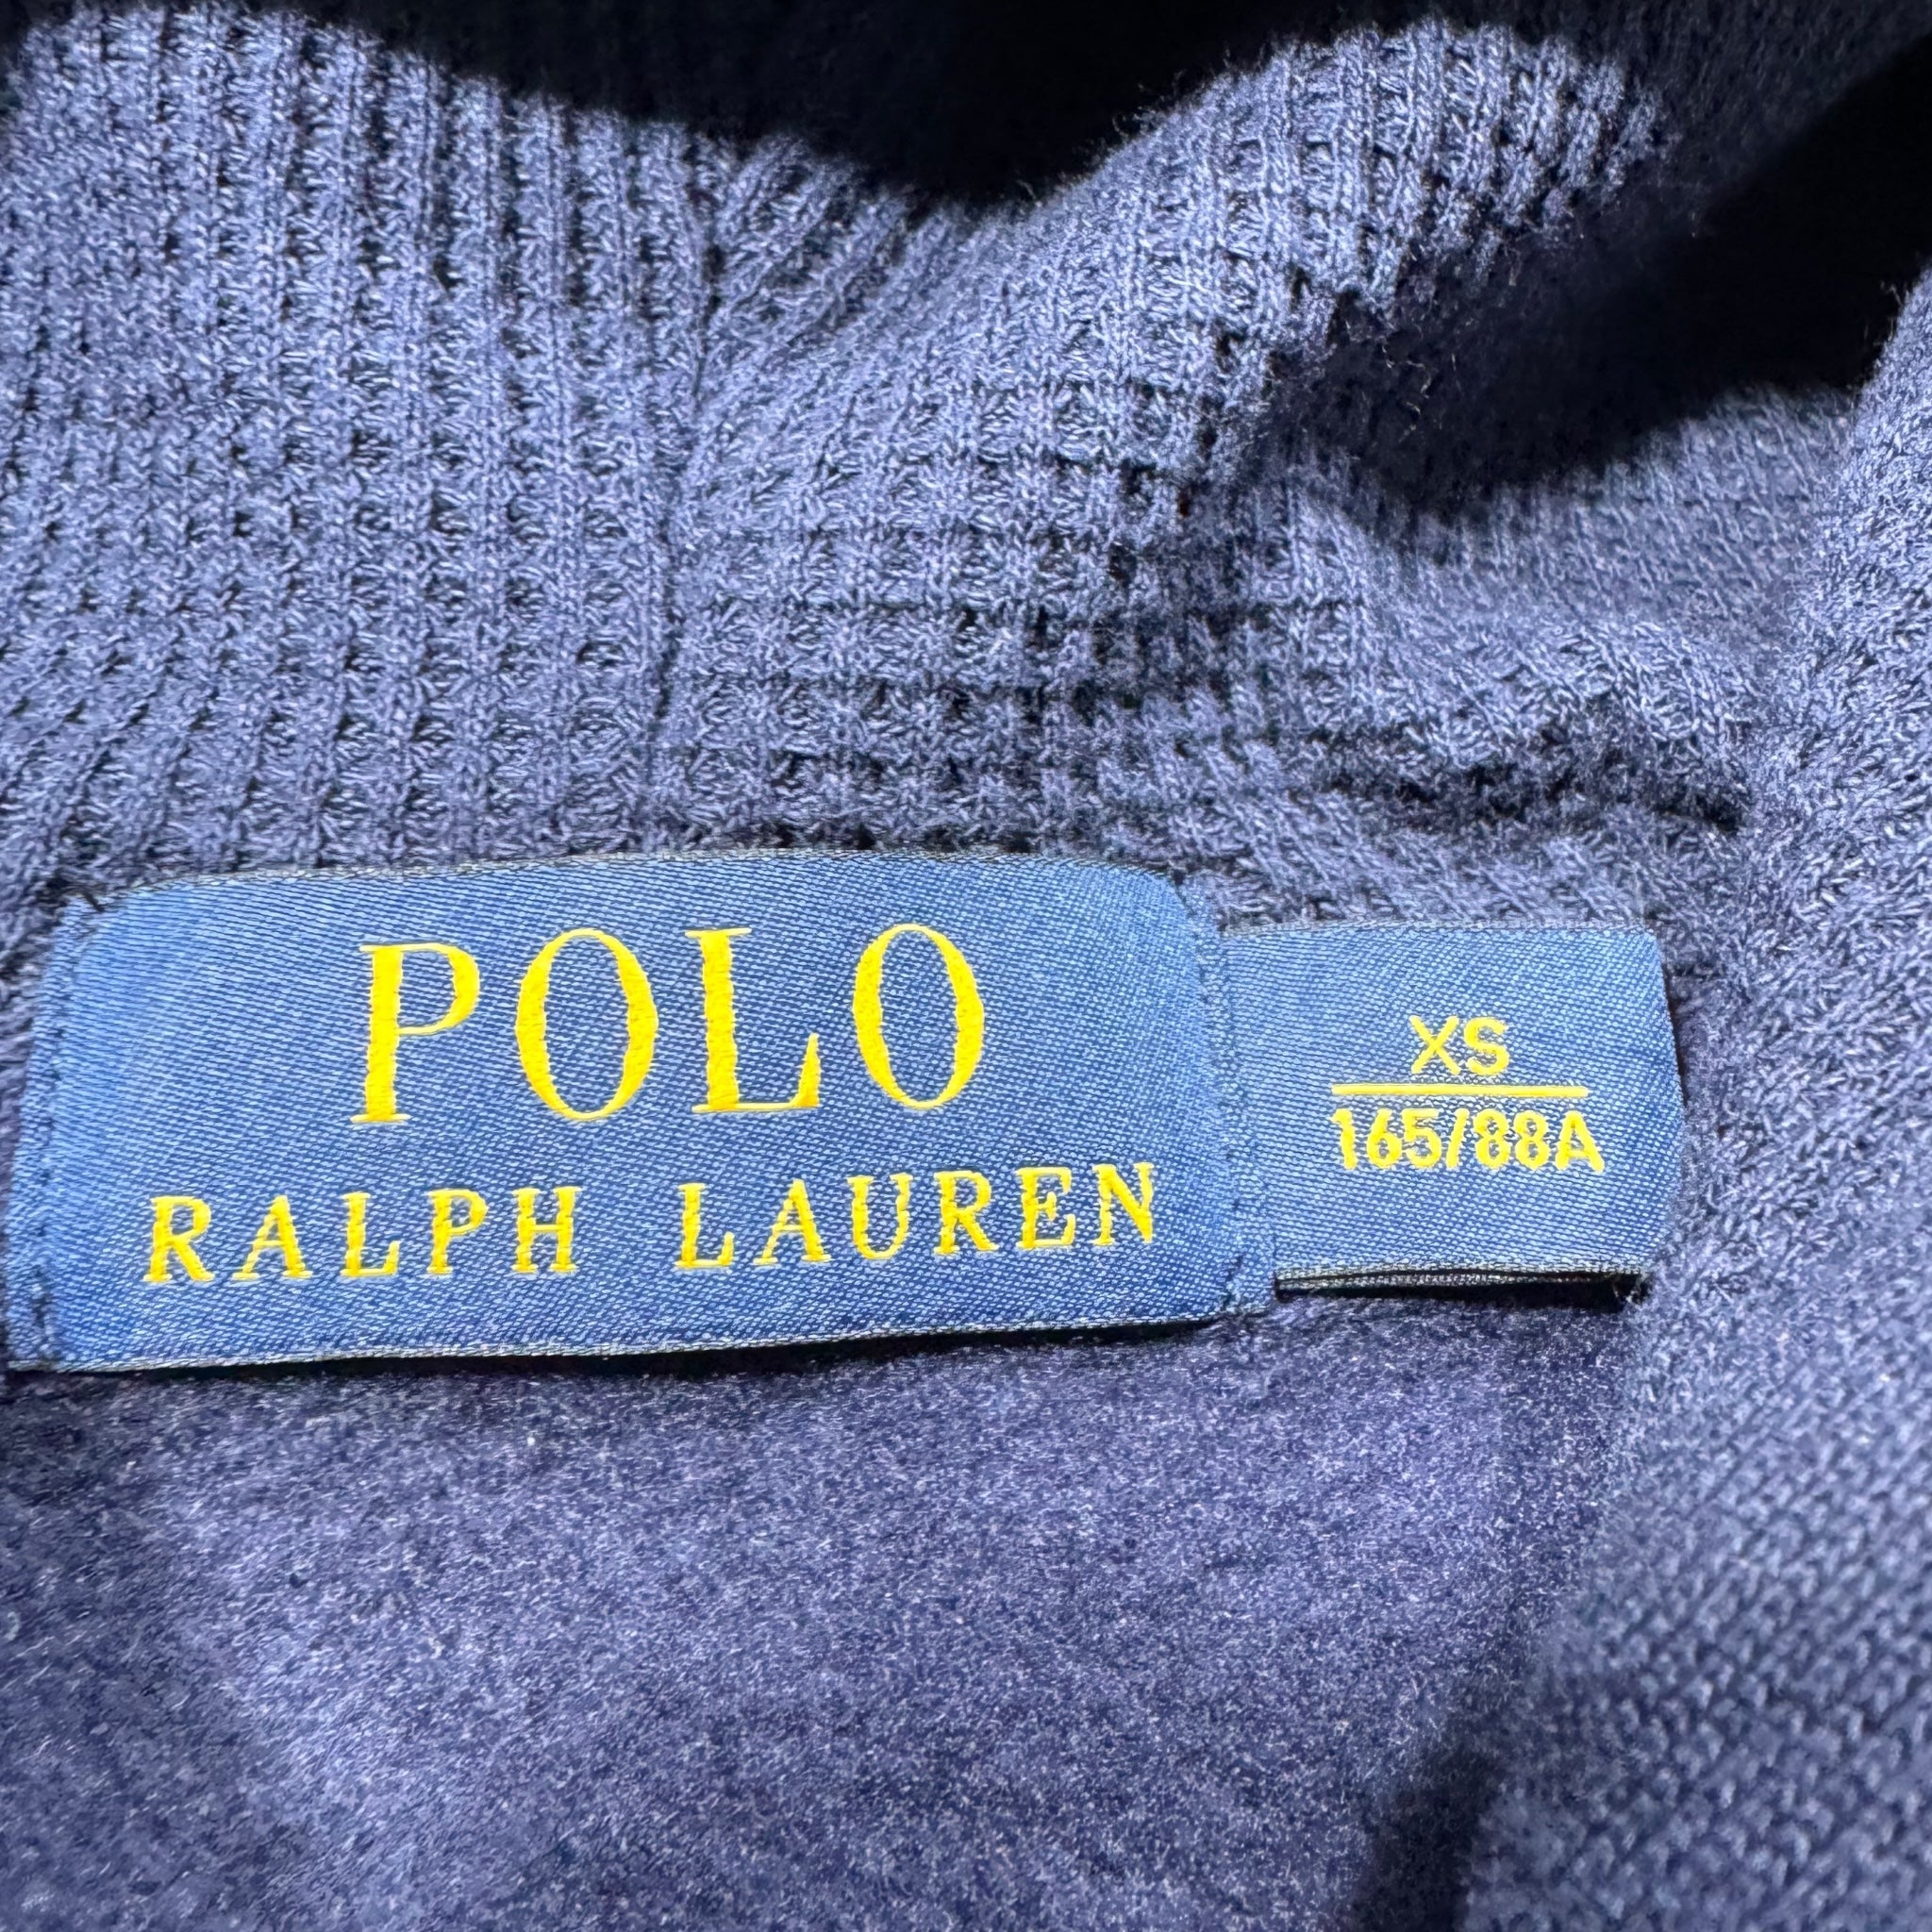 POLO
RALPH LAUREN
XS
165/88A